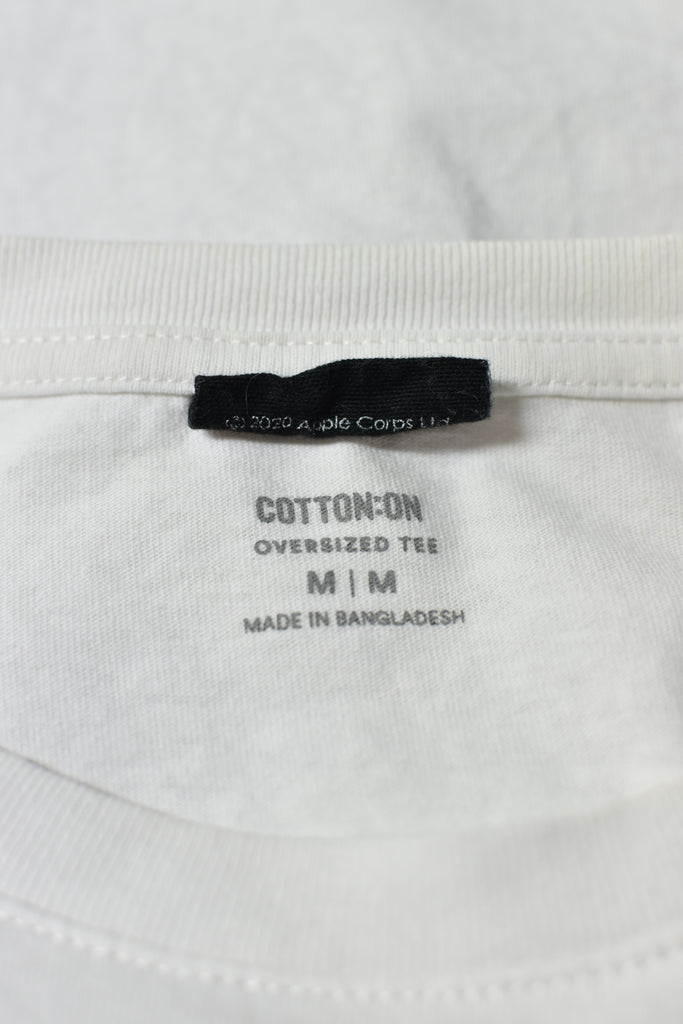 © 2020 Apple Corps Ltd
COTTON:ON
OVERSIZED TEE
M | M
MADE IN BANGLADESH